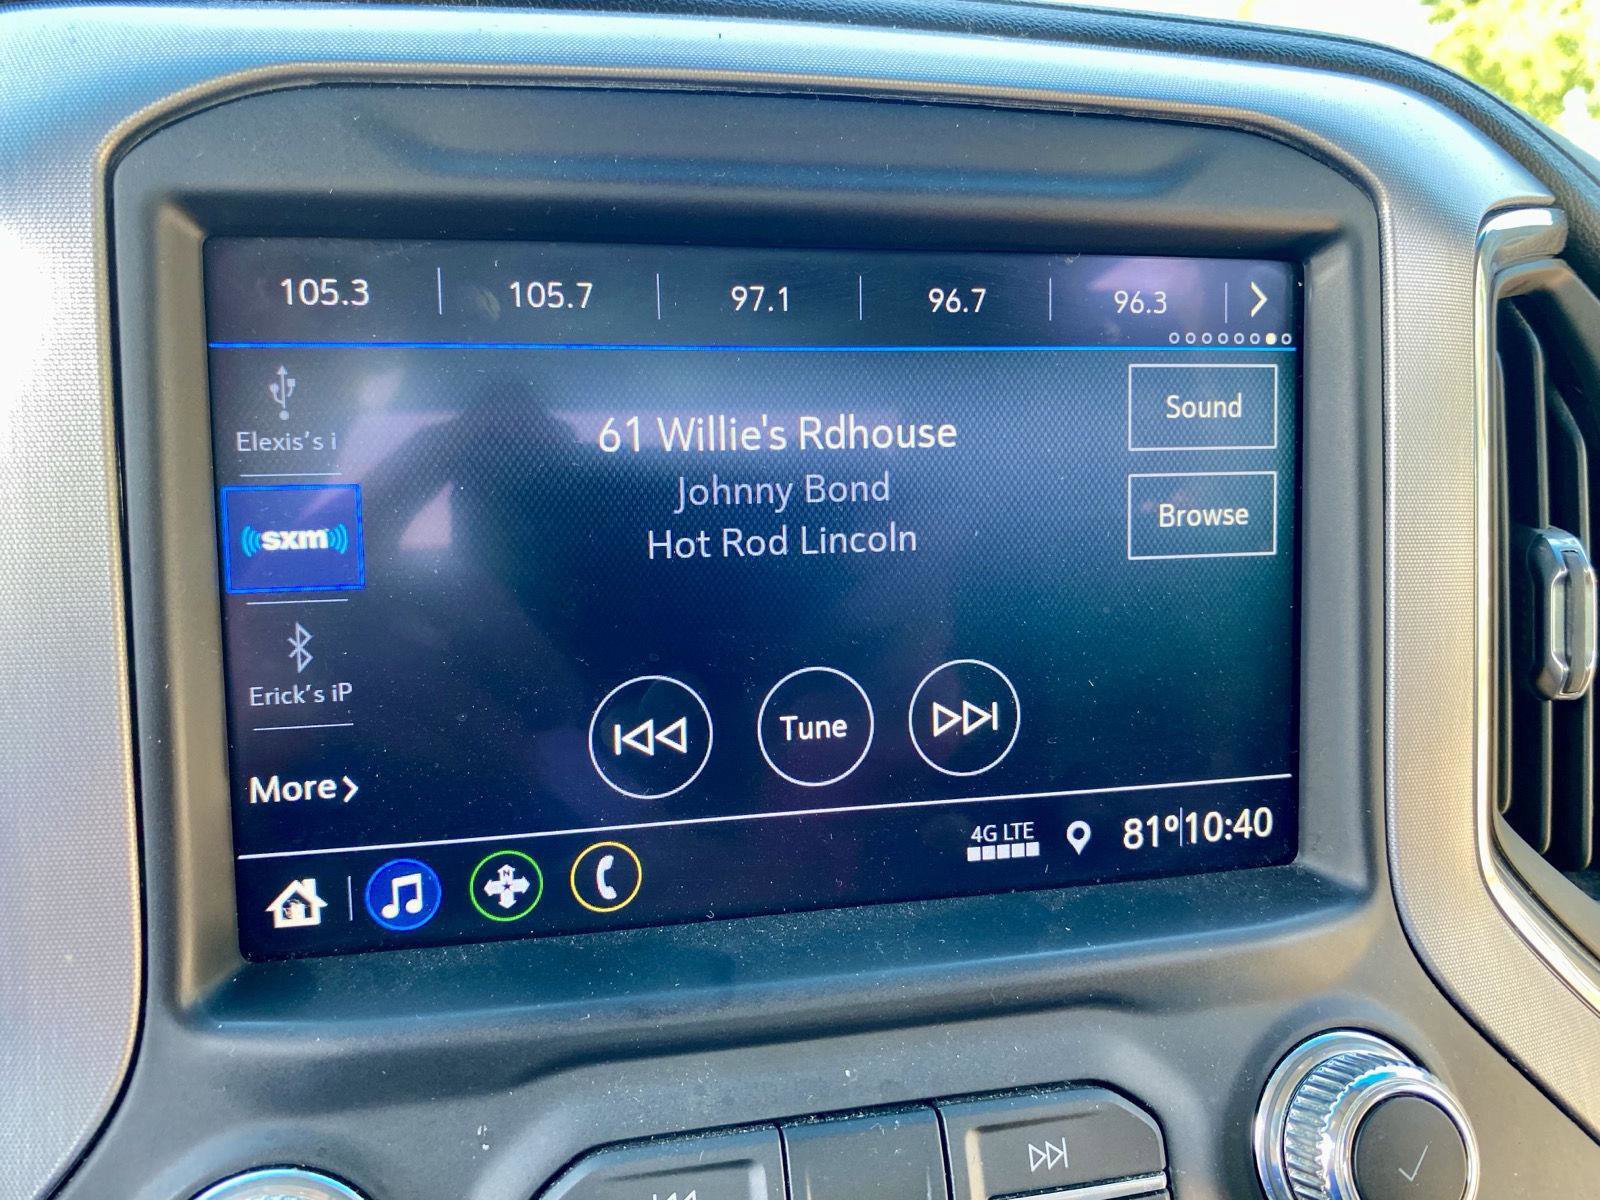 105.3 105.7 97.1 96.7 96.3
Elexis's i
61 Willie's Rdhouse
Johnny Bond
Hot Rod Lincoln
Sound
Browse
sxm
Erick's iP
More
Tune
4G LTE
81º 10:40
N